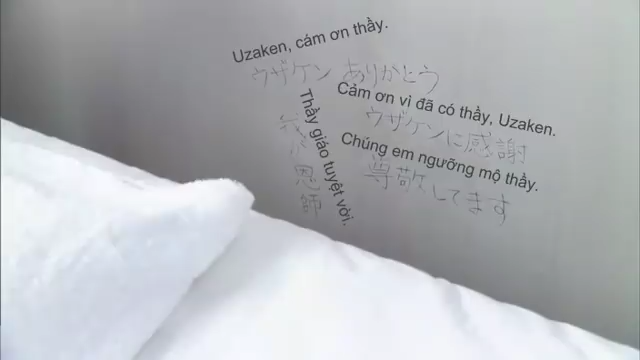 Uzaken, cảm ơn thầy.
ウザケン ありがとう
Cảm ơn vì đã có thầy, Uzaken.
ウザケンに感謝
Chúng em ngưỡng mộ thầy.
尊敬してます
Thầy giáo tuyệt vời.
恩師